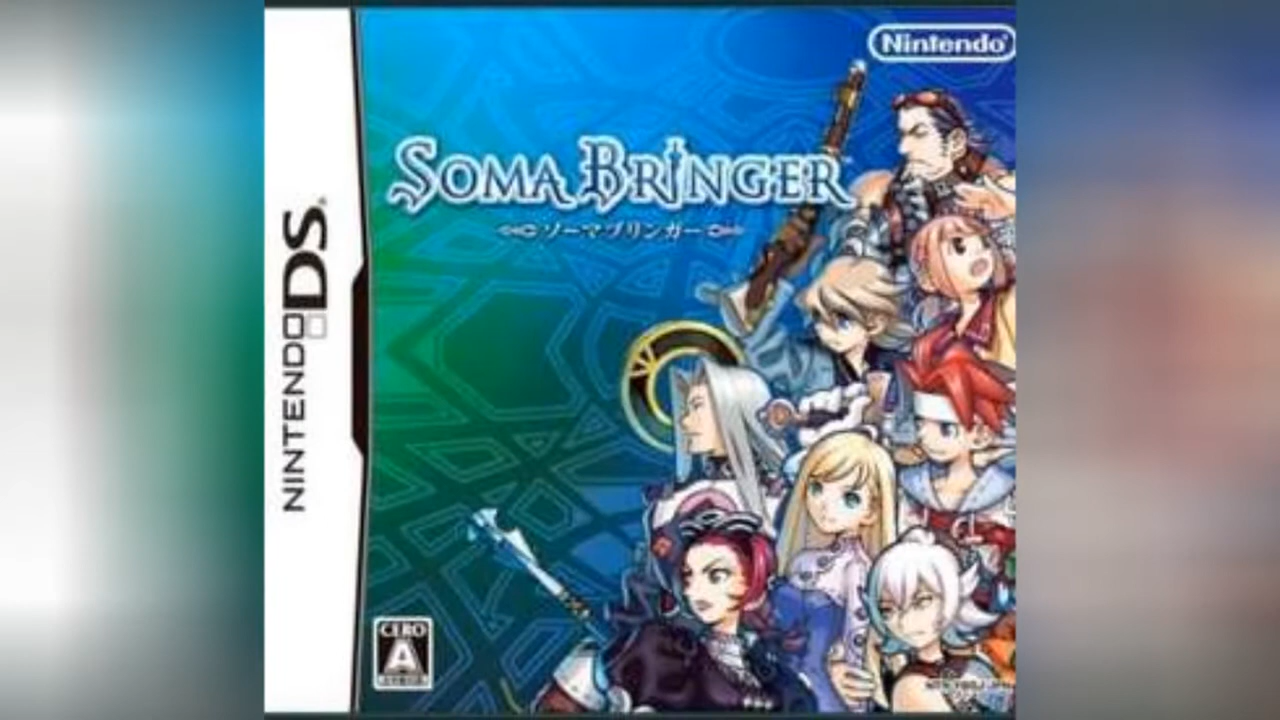 NINTENDO DS
Nintendo
SOMA BRINGER
ソーマブリンガー
CERO
A